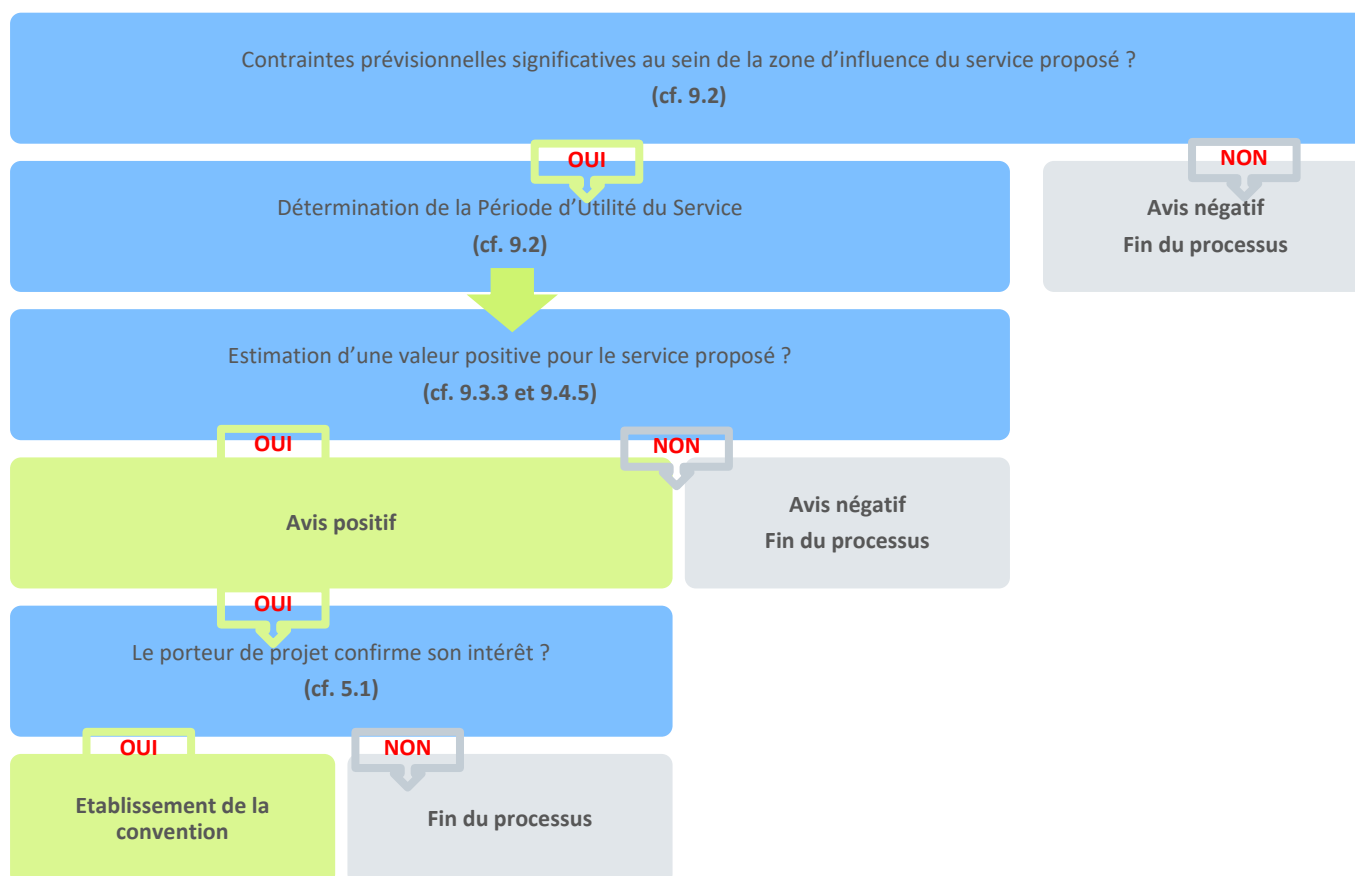 Contraintes prévisionnelles significatives au sein de la zone d’influence du service proposé ?
(cf. 9.2)
OUI
NON
Détermination de la Période d’Utilité du Service
(cf. 9.2)
Avis négatif
Fin du processus
Estimation d’une valeur positive pour le service proposé ?
(cf. 9.3.3 et 9.4.5)
OUI
NON
Avis positif
Avis négatif
Fin du processus
OUI
Le porteur de projet confirme son intérêt ?
(cf. 5.1)
OUI
NON
Etablissement de la
convention
Fin du processus